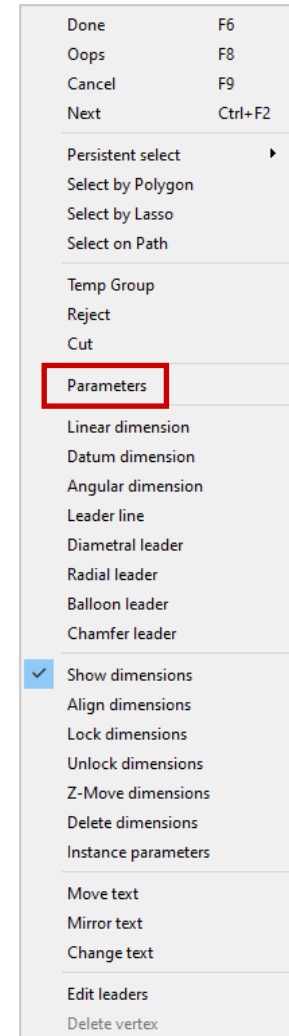 Done F6
Oops F8
Cancel F9
Next Ctrl+F2
Persistent select
Select by Polygon
Select by Lasso
Select on Path
Temp Group
Reject
Cut
Parameters
Linear dimension
Datum dimension
Angular dimension
Leader line
Diametral leader
Radial leader
Balloon leader
Chamfer leader
Show dimensions
Align dimensions
Lock dimensions
Unlock dimensions
Z-Move dimensions
Delete dimensions
Instance parameters
Move text
Mirror text
Change text
Edit leaders
Delete vertex